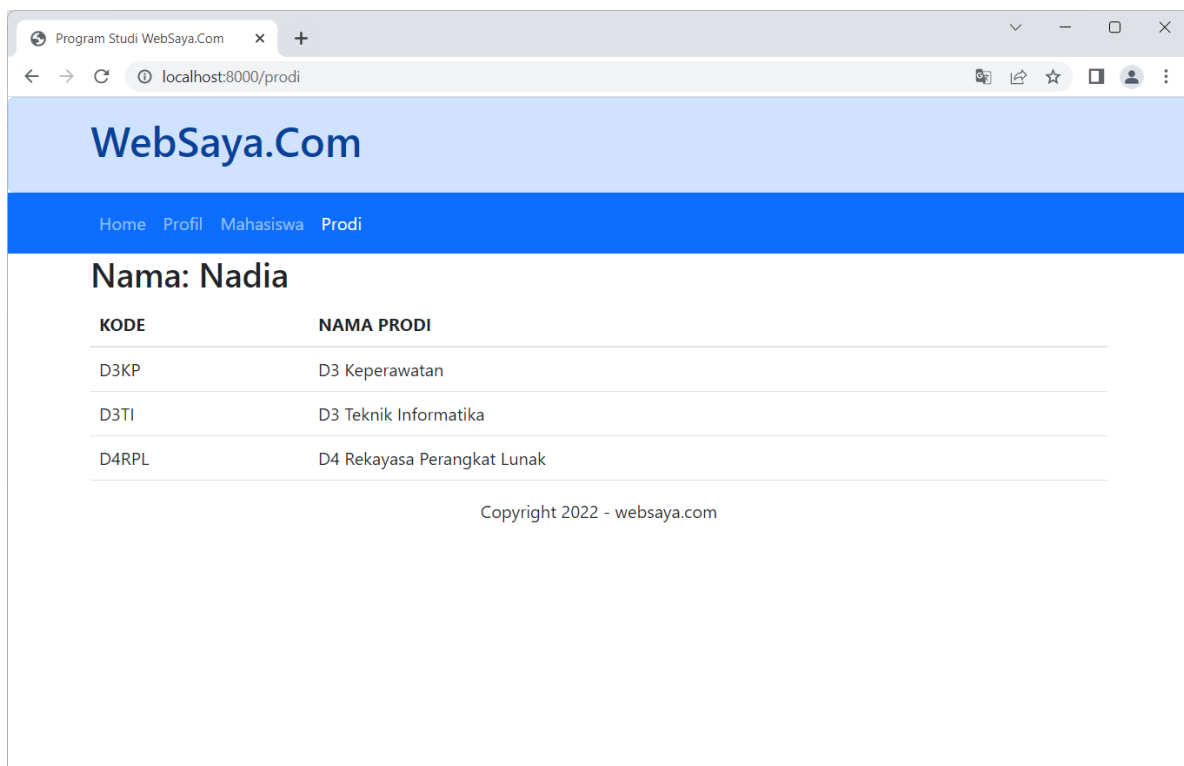 Program Studi WebSaya.Com
localhost:8000/prodi
WebSaya.Com
Home Profil Mahasiswa Prodi
Nama: Nadia
KODE NAMA PRODI
D3KP D3 Keperawatan
D3TI D3 Teknik Informatika
D4RPL D4 Rekayasa Perangkat Lunak
Copyright 2022 - websaya.com